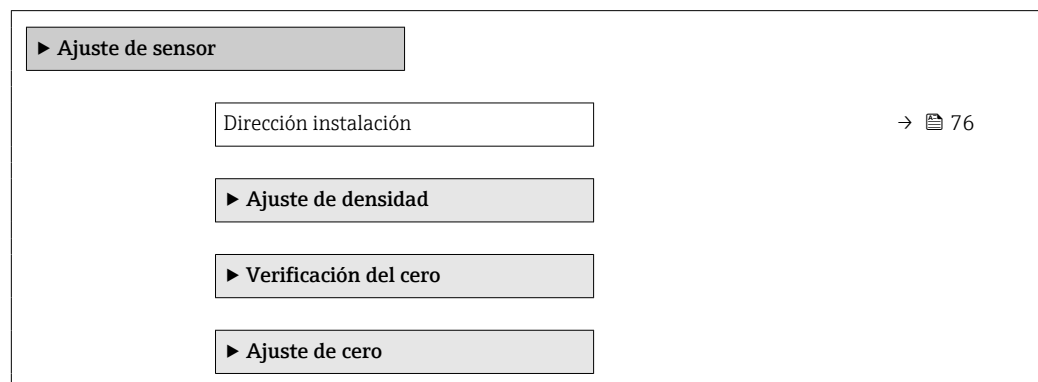 ▶ Ajuste de sensor
Dirección instalación → 76
▶ Ajuste de densidad
▶ Verificación del cero
▶ Ajuste de cero